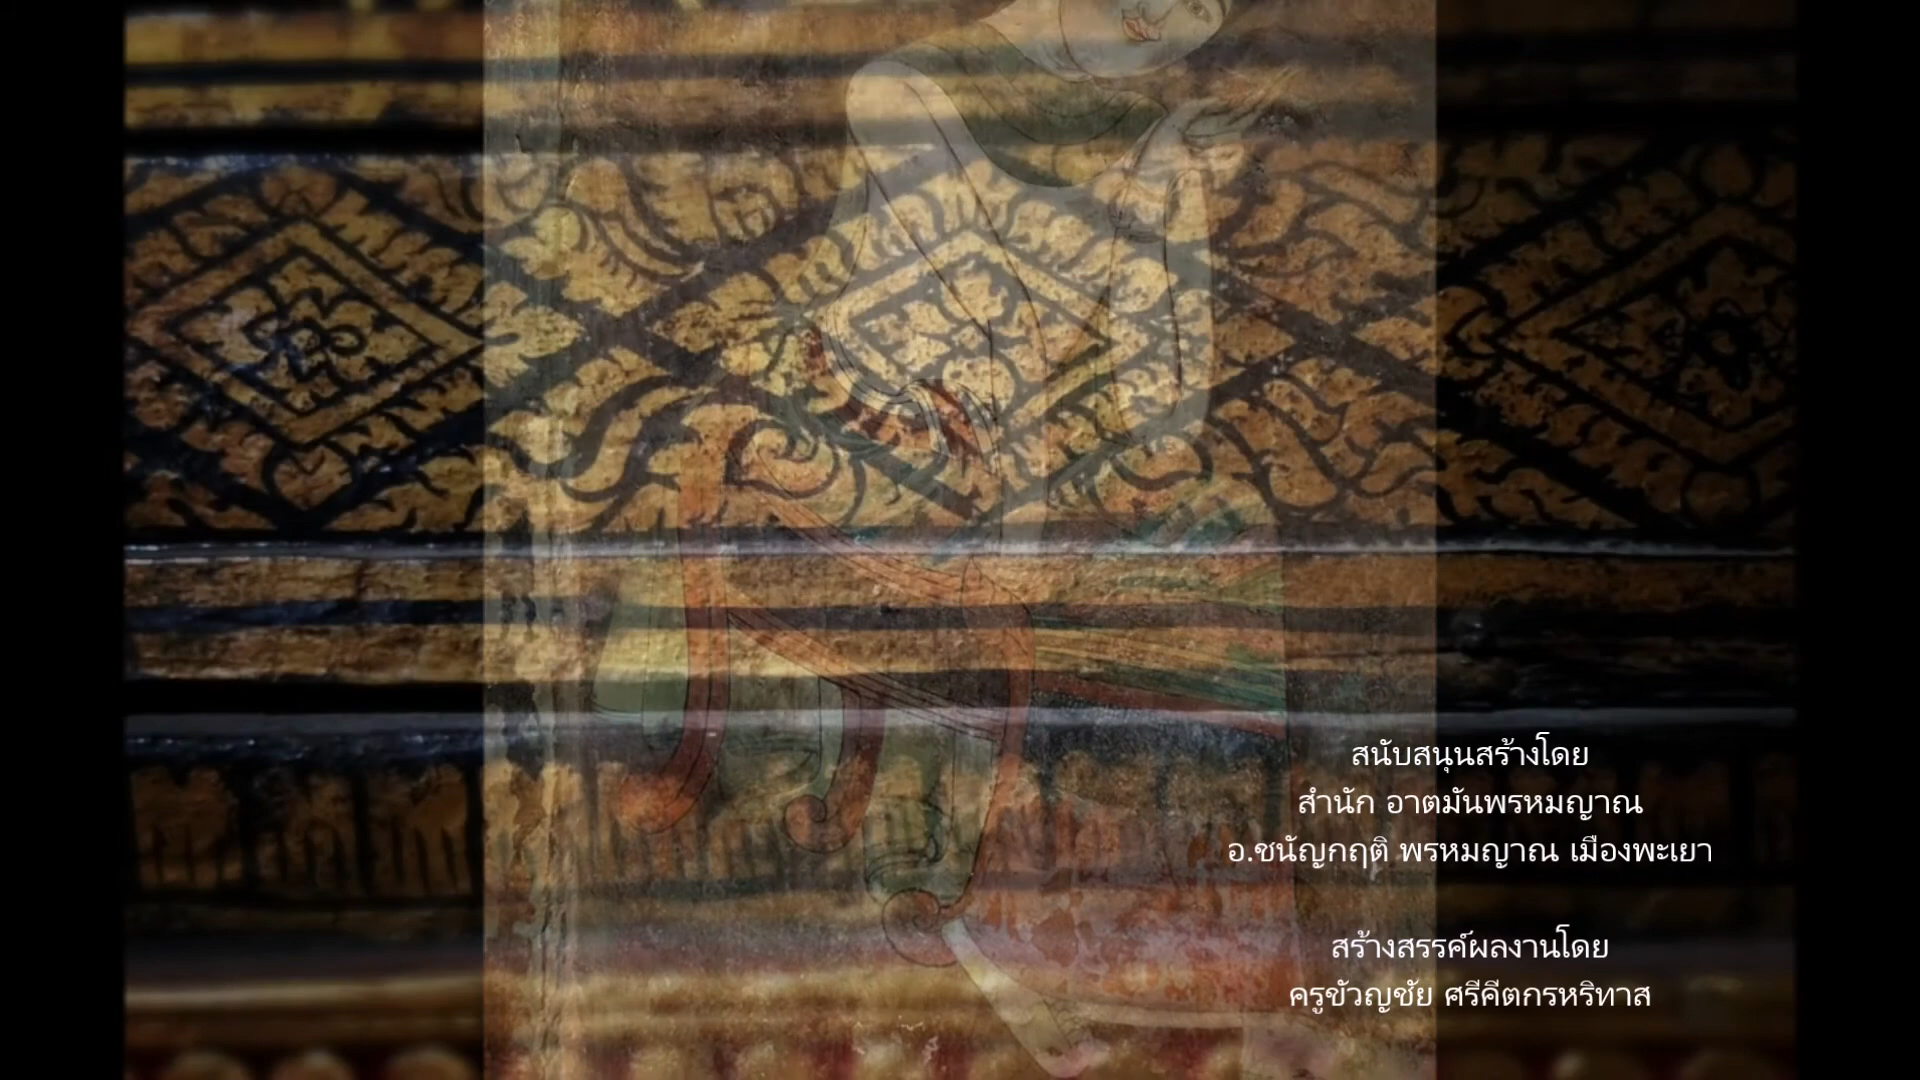 สนับสนุนสร้างโดย
สำนัก อาตมันพรหมญาณ
อ.ชนัญกฤติ พรหมญาณ เมืองพะเยา
สร้างสรรค์ผลงานโดย
ครูขัวญชัย ศรีคีตกรหริทาส